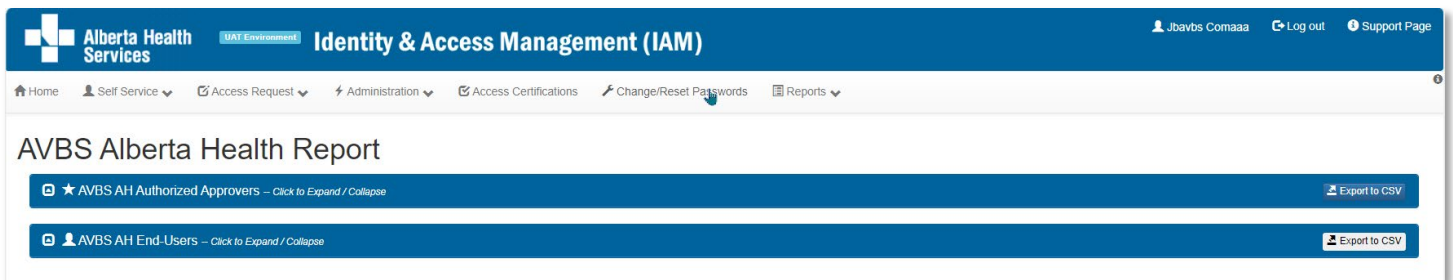 Alberta Health Services
UAT Environment
Identity & Access Management (IAM)
Jbavbs Comaaa
Log out
Support Page
Home
Self Service
Access Request
Administration
Access Certifications
Change/Reset Passwords
Reports
AVBS Alberta Health Report
AVBS AH Authorized Approvers – Click to Expand / Collapse
Export to CSV
AVBS AH End-Users – Click to Expand / Collapse
Export to CSV